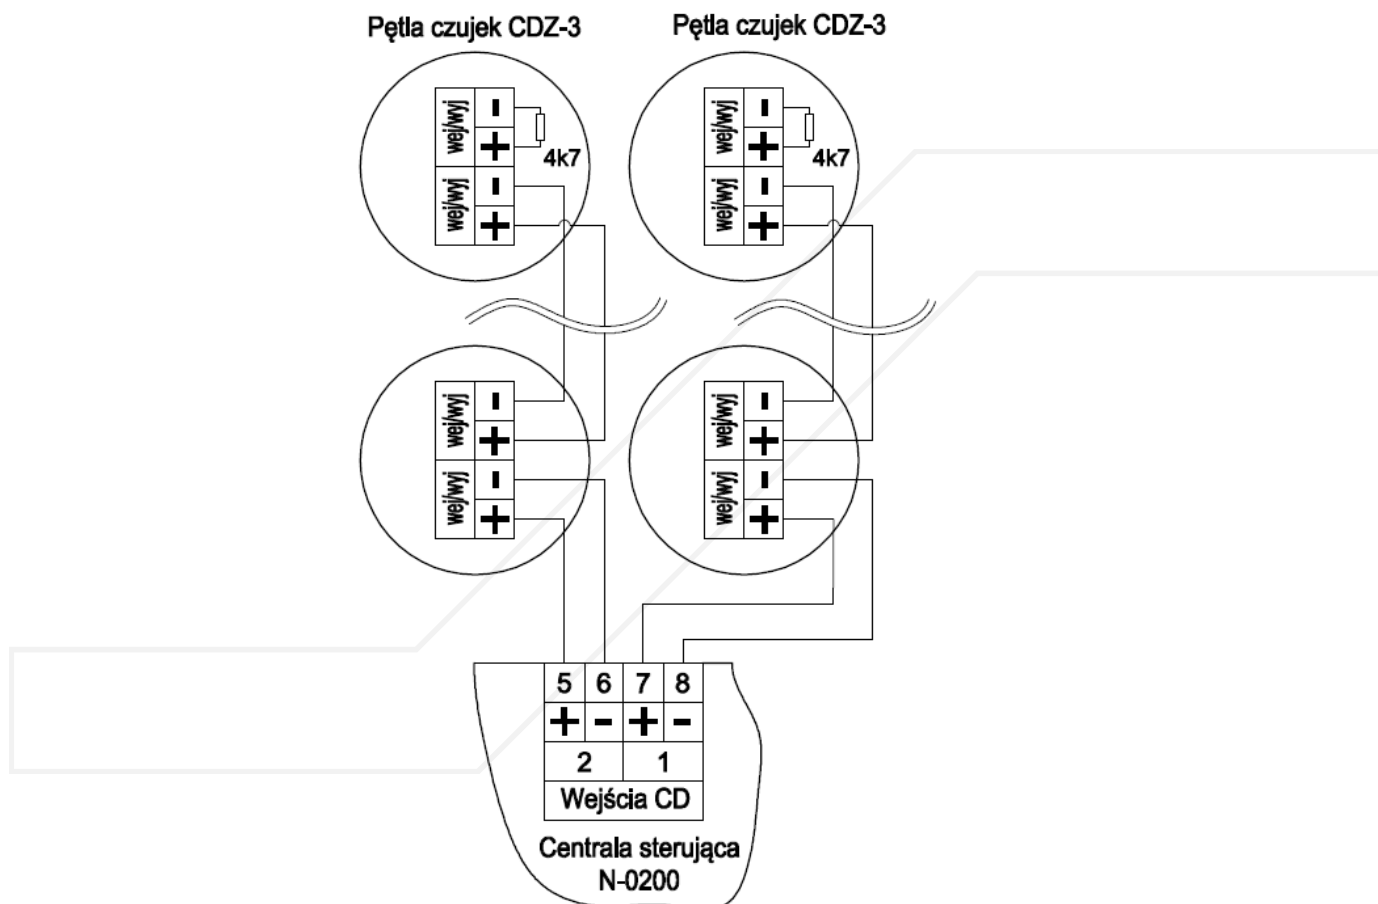 Pętla czujek CDZ-3 Pętla czujek CDZ-3
wej/wyj - wej/wyj -
+ 4k7 + 4k7
wej/wyj - wej/wyj -
+ +
wej/wyj - wej/wyj -
+ +
wej/wyj - wej/wyj -
+ +
5 6 7 8
+ - + -
2 1
Wejścia CD
Centrala sterująca
N-0200